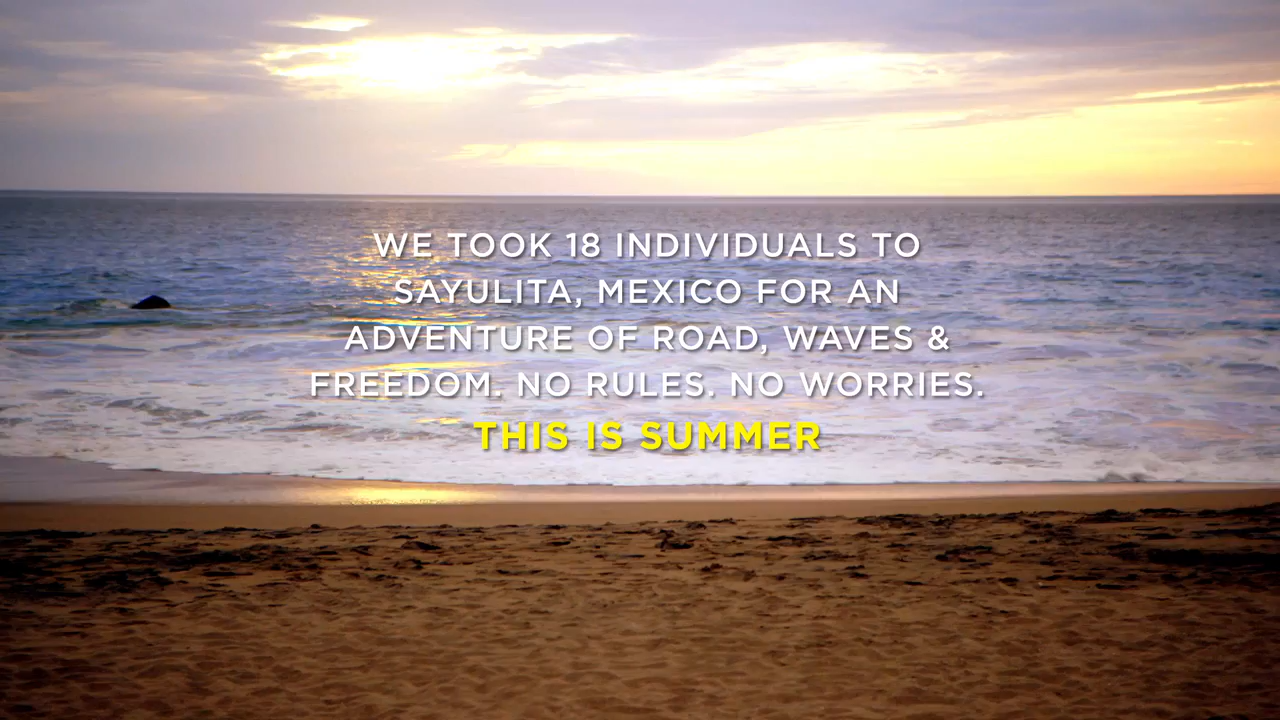 WE TOOK 18 INDIVIDUALS TO
SAYULITA, MEXICO FOR AN
ADVENTURE OF ROAD, WAVES &
FREEDOM. NO RULES. NO WORRIES.
THIS IS SUMMER